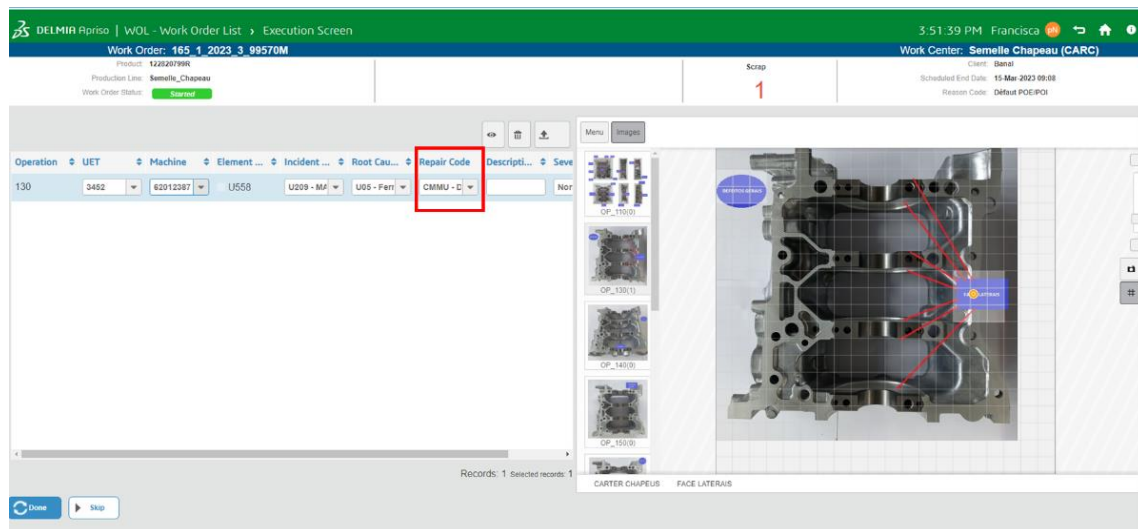 DELMIA Apriso | WOL - Work Order List › Execution Screen
3:51:39 PM Francisca
Work Order: 165_1_2023_3_99570M
Work Center: Semelle Chapeau (CARC)
Product: 122820799R
Production Line: Semelle_Chapeau
Work Order Status: Started
Scrap
1
Client: Banal
Scheduled End Date: 15-Mar-2023 09:08
Reason Code: Défaut POE/POI
Menu Images
Operation UET Machine Element ... Incident ... Root Cau... Repair Code Descripti... Seve
130 3452 62012387 U558 U209 - MA U05 - Ferr CMMU - D Nor
OP_110(0)
OP_130(1)
OP_140(0)
OP_150(0)
DEFEITOS GERAIS
Records: 1 Selected records: 1
CARTER CHAPEUS FACE LATERAIS
Done Skip